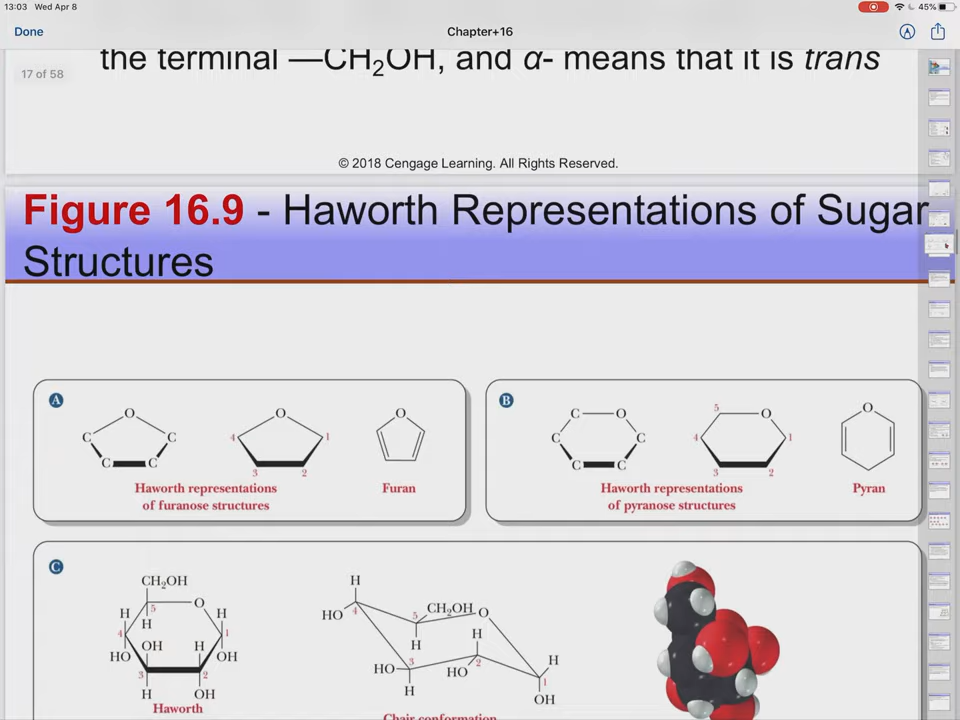 13:03 Wed Apr 8
45%
Done
Chapter+16
17 of 58
the terminal —CH₂OH, and α- means that it is trans
© 2018 Cengage Learning. All Rights Reserved.
Figure 16.9 - Haworth Representations of Sugar
Structures
A
O
C C
C C
O
4 1
3 2
Haworth representations
of furanose structures
O
Furan
B
C O
C C
C C
5 O
4 1
3 2
Haworth representations
of pyranose structures
O
Pyran
C
CH₂OH
5 O
H H H
4 1
OH H
HO OH
3 2
H OH
Haworth
H
HO 4
5 CH₂OH O
H H
3 2 H
HO HO
1
H OH
Chair conformation